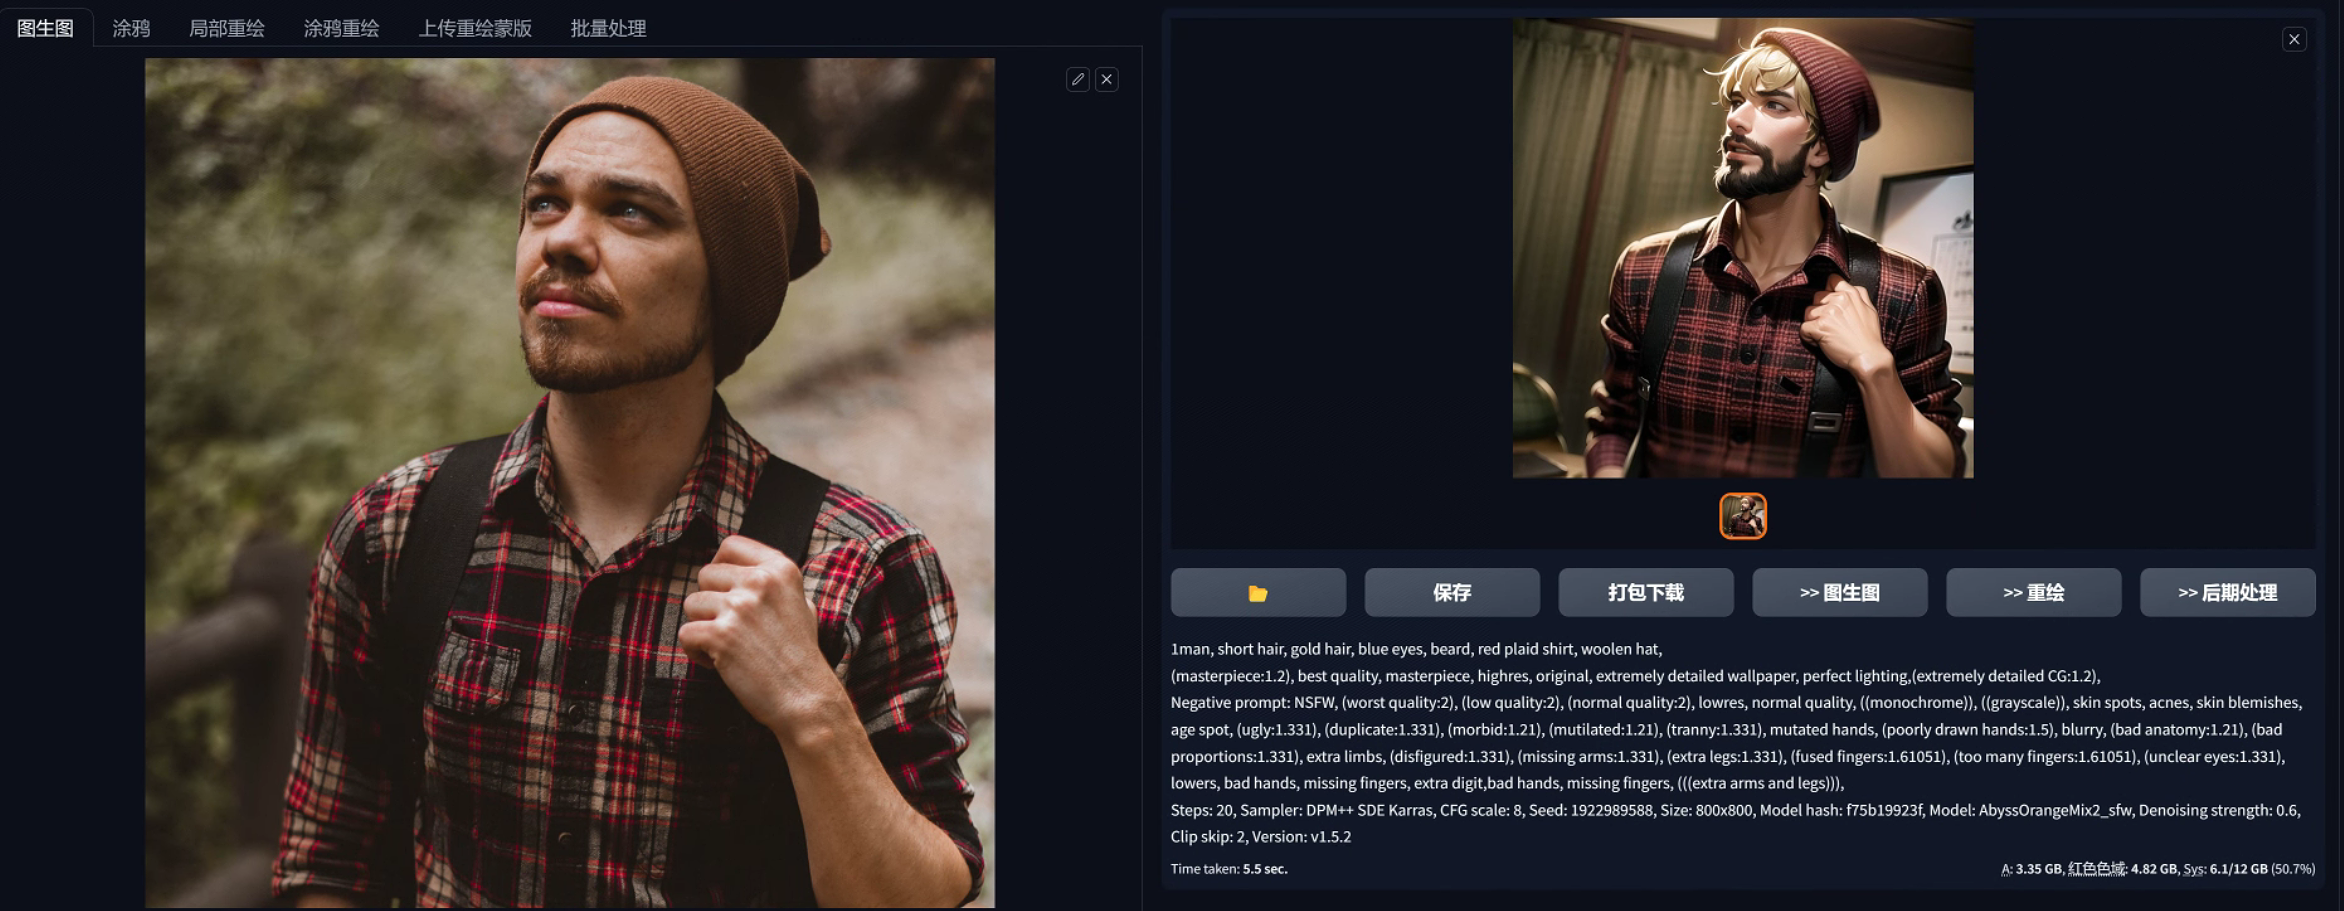 图生图 涂鸦 局部重绘 涂鸦重绘 上传重绘蒙版 批量处理
保存 打包下载 >> 图生图 >> 重绘 >> 后期处理
1man, short hair, gold hair, blue eyes, beard, red plaid shirt, woolen hat,
(masterpiece:1.2), best quality, masterpiece, highres, original, extremely detailed wallpaper, perfect lighting,(extremely detailed CG:1.2),
Negative prompt: NSFW, (worst quality:2), (low quality:2), (normal quality:2), lowres, normal quality, ((monochrome)), ((grayscale)), skin spots, acnes, skin blemishes,
age spot, (ugly:1.331), (duplicate:1.331), (morbid:1.21), (mutilated:1.21), (tranny:1.331), mutated hands, (poorly drawn hands:1.5), blurry, (bad anatomy:1.21), (bad
proportions:1.331), extra limbs, (disfigured:1.331), (missing arms:1.331), (extra legs:1.331), (fused fingers:1.61051), (too many fingers:1.61051), (unclear eyes:1.331),
lowers, bad hands, missing fingers, extra digit,bad hands, missing fingers, (((extra arms and legs))),
Steps: 20, Sampler: DPM++ SDE Karras, CFG scale: 8, Seed: 1922989588, Size: 800x800, Model hash: f75b19923f, Model: AbyssOrangeMix2_sfw, Denoising strength: 0.6,
Clip skip: 2, Version: v1.5.2
Time taken: 5.5 sec.
A: 3.35 GB, 红色色域: 4.82 GB, Sys: 6.1/12 GB (50.7%)